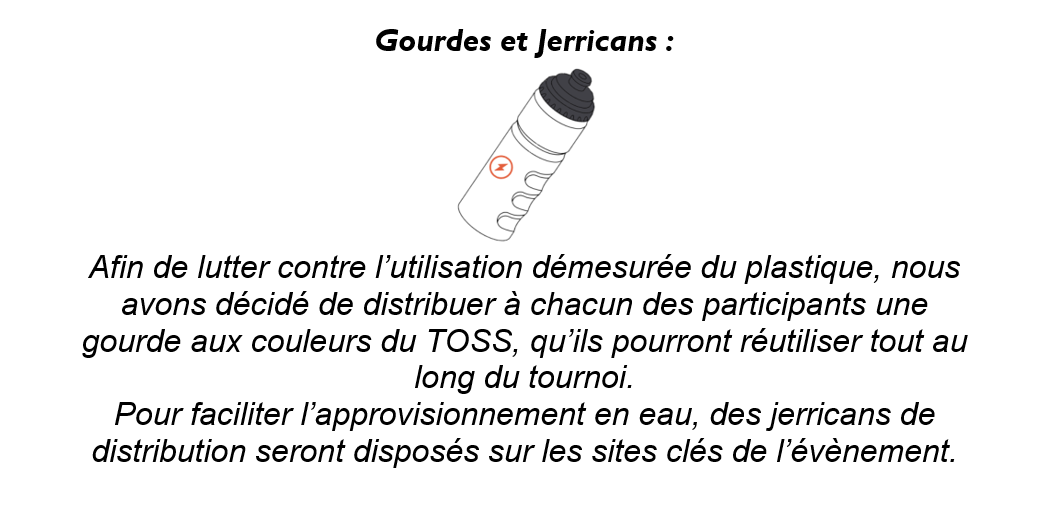 Gourdes et Jerricans :
Afin de lutter contre l’utilisation démesurée du plastique, nous
avons décidé de distribuer à chacun des participants une
gourde aux couleurs du TOSS, qu’ils pourront réutiliser tout au
long du tournoi.
Pour faciliter l’approvisionnement en eau, des jerricans de
distribution seront disposés sur les sites clés de l’évènement.